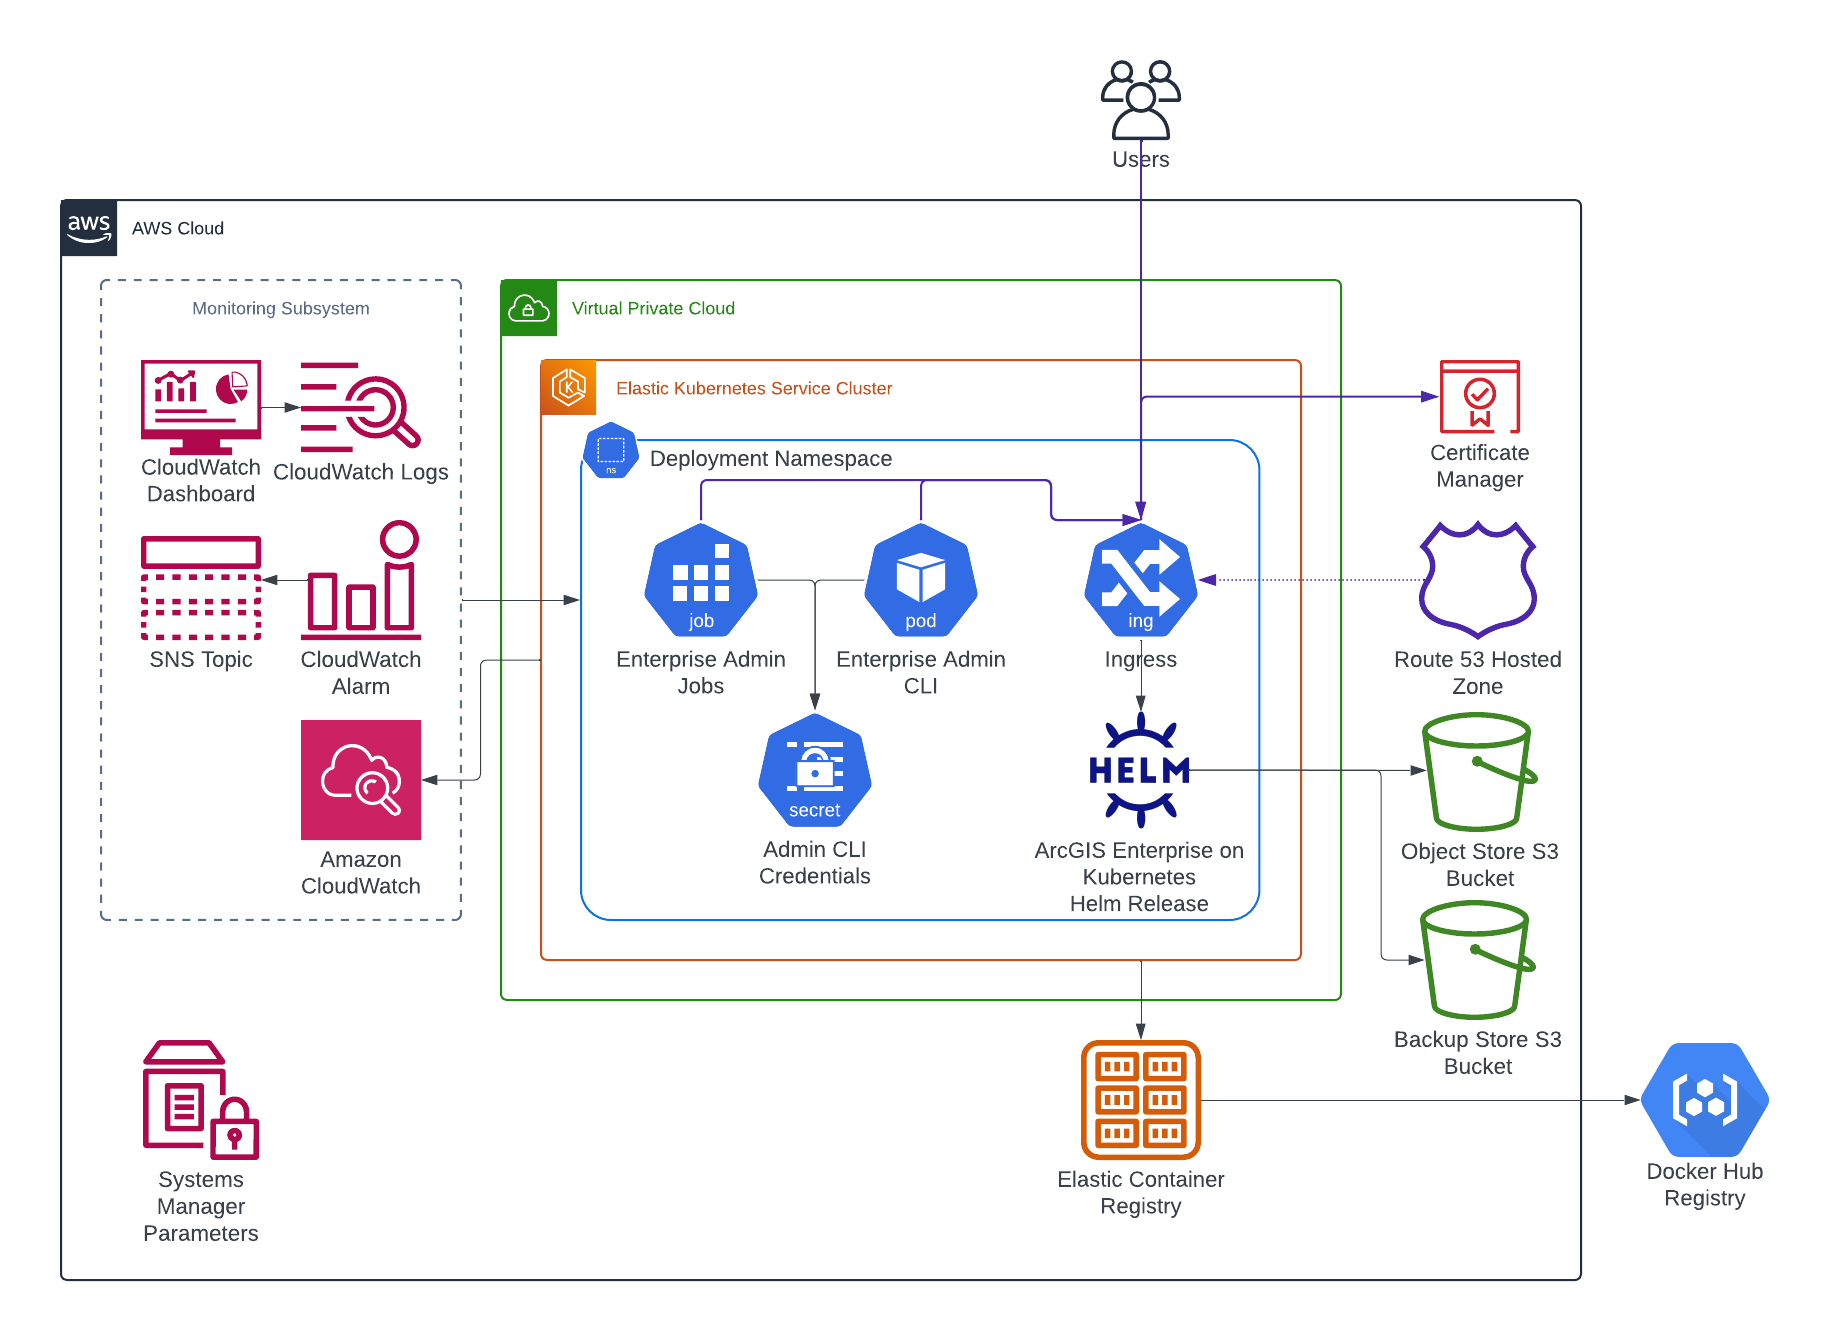 Users
aws
AWS Cloud
Monitoring Subsystem
Virtual Private Cloud
CloudWatch
Dashboard
CloudWatch Logs
K
Elastic Kubernetes Service Cluster
Certificate
Manager
ns
Deployment Namespace
SNS Topic
CloudWatch
Alarm
job
Enterprise Admin
Jobs
pod
Enterprise Admin
CLI
ing
Ingress
Route 53 Hosted
Zone
Amazon
CloudWatch
secret
Admin CLI
Credentials
HELM
ArcGIS Enterprise on
Kubernetes
Helm Release
Object Store S3
Bucket
Backup Store S3
Bucket
Systems
Manager
Parameters
Elastic Container
Registry
Docker Hub
Registry